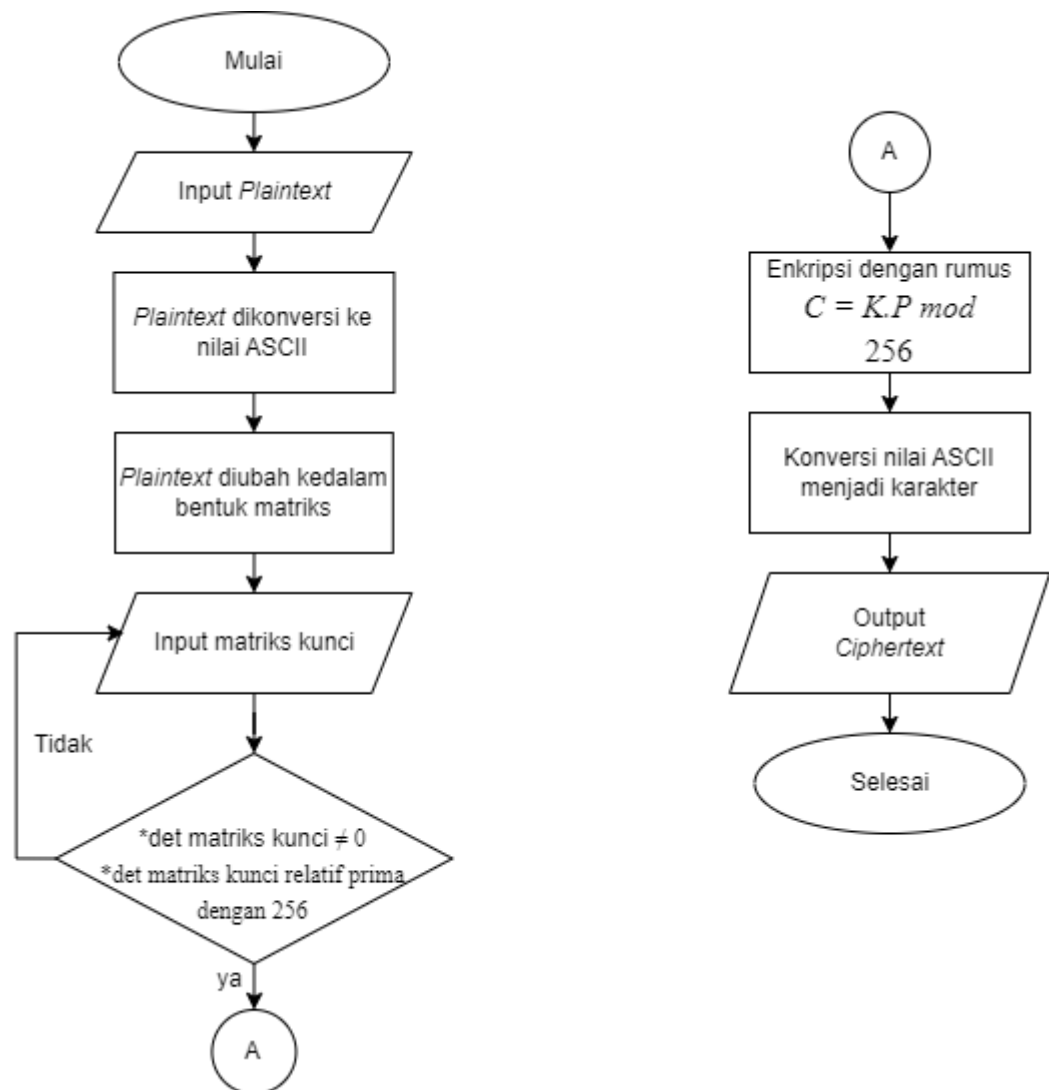 Mulai
Input Plaintext
Plaintext dikonversi ke
nilai ASCII
Plaintext diubah kedalam
bentuk matriks
Input matriks kunci
Tidak
*det matriks kunci ≠ 0
*det matriks kunci relatif prima
dengan 256
ya
A
A
Enkripsi dengan rumus
C = K.P mod
256
Konversi nilai ASCII
menjadi karakter
Output
Ciphertext
Selesai